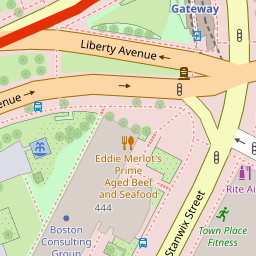 Gateway
Liberty Avenue
enue
Eddie Merlot's
Prime
Aged Beef
and Seafood
444
Stanwix Street
Rite Ai
Town Place
Fitness
Boston
Consulting
Group